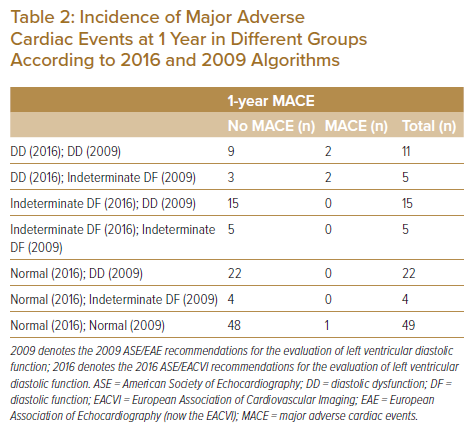 Table 2: Incidence of Major Adverse
Cardiac Events at 1 Year in Different Groups
According to 2016 and 2009 Algorithms
1-year MACE
No MACE (n) MACE (n) Total (n)
DD (2016); DD (2009) 9 2 11
DD (2016); Indeterminate DF (2009) 3 2 5
Indeterminate DF (2016); DD (2009) 15 0 15
Indeterminate DF (2016); Indeterminate 5 0 5
DF (2009)
Normal (2016); DD (2009) 22 0 22
Normal (2016); Indeterminate DF (2009) 4 0 4
Normal (2016); Normal (2009) 48 1 49
2009 denotes the 2009 ASE/EAE recommendations for the evaluation of left ventricular diastolic
function; 2016 denotes the 2016 ASE/EACVI recommendations for the evaluation of left ventricular
diastolic function. ASE = American Society of Echocardiography; DD = diastolic dysfunction; DF =
diastolic function; EACVI = European Association of Cardiovascular Imaging; EAE = European
Association of Echocardiography (now the EACVI); MACE = major adverse cardiac events.